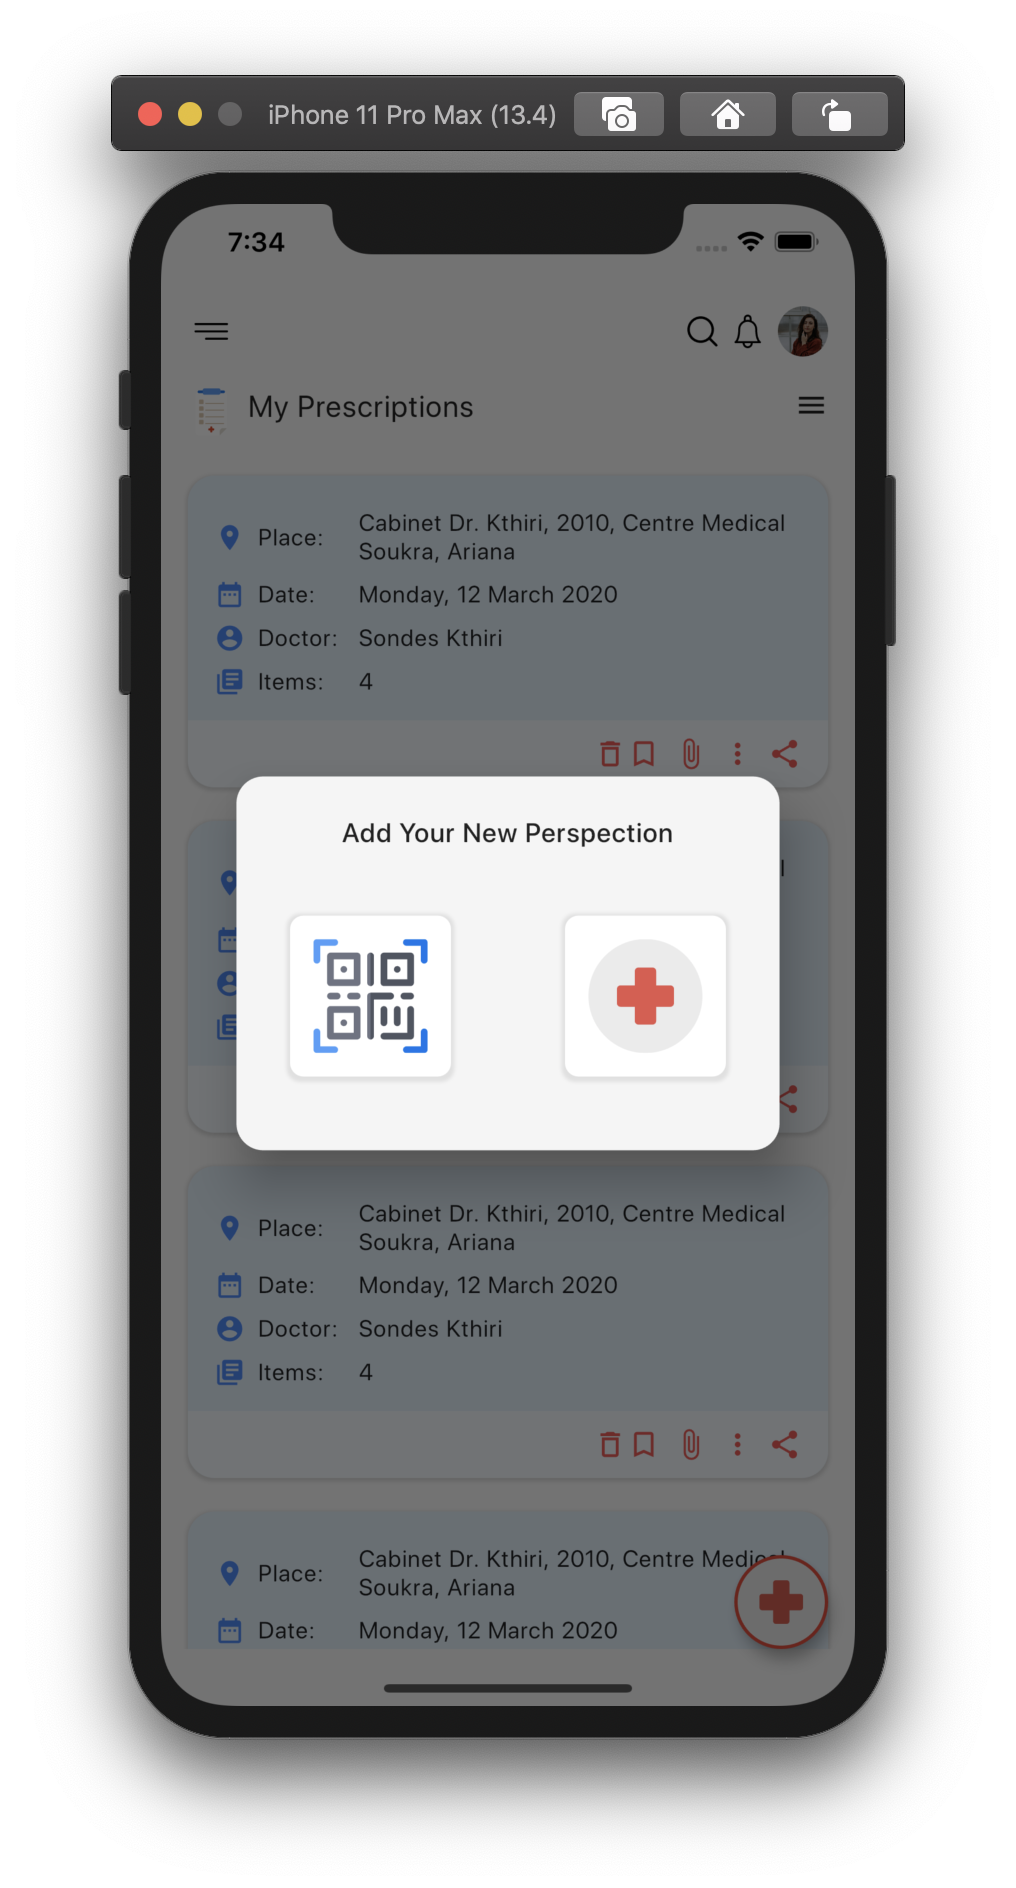 iPhone 11 Pro Max (13.4)
7:34
My Prescriptions
Place:
Cabinet Dr. Kthiri, 2010, Centre Medical
Soukra, Ariana
Date:
Monday, 12 March 2020
Doctor:
Sondes Kthiri
Items:
4
Add Your New Perspection
Place:
Cabinet Dr. Kthiri, 2010, Centre Medical
Soukra, Ariana
Date:
Monday, 12 March 2020
Doctor:
Sondes Kthiri
Items:
4
Place:
Cabinet Dr. Kthiri, 2010, Centre Medical
Soukra, Ariana
Date:
Monday, 12 March 2020